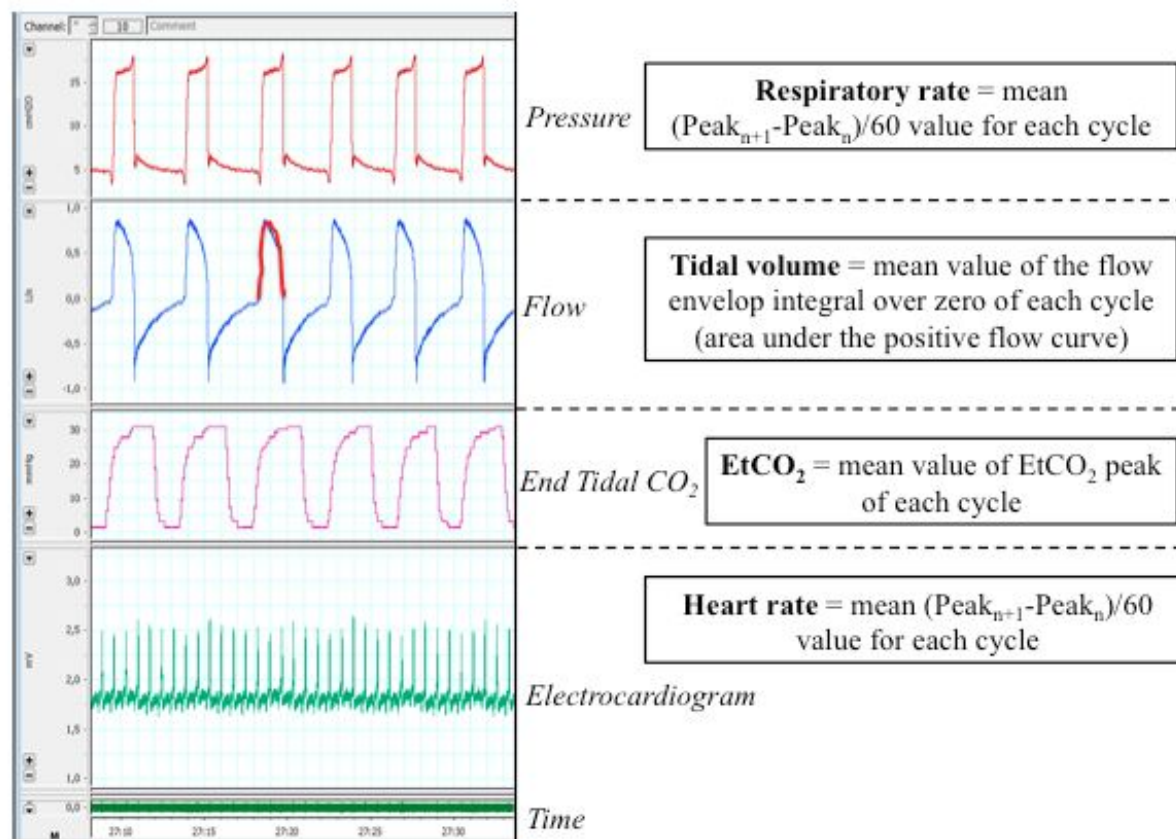 Channel: * 10 Comment
cmH2O
15
10
5
Pressure
Respiratory rate = mean
(Peakn+1-Peakn)/60 value for each cycle
L/s
1,0
0,5
0,0
-0,5
-1,0
Flow
Tidal volume = mean value of the flow
envelop integral over zero of each cycle
(area under the positive flow curve)
mmHg
30
20
10
0
End Tidal CO2
EtCO2 = mean value of EtCO2 peak
of each cycle
mV
3,0
2,5
2,0
1,5
1,0
Heart rate = mean (Peakn+1-Peakn)/60
value for each cycle
Electrocardiogram
0,0
Time
M 27:10 27:15 27:20 27:25 27:30